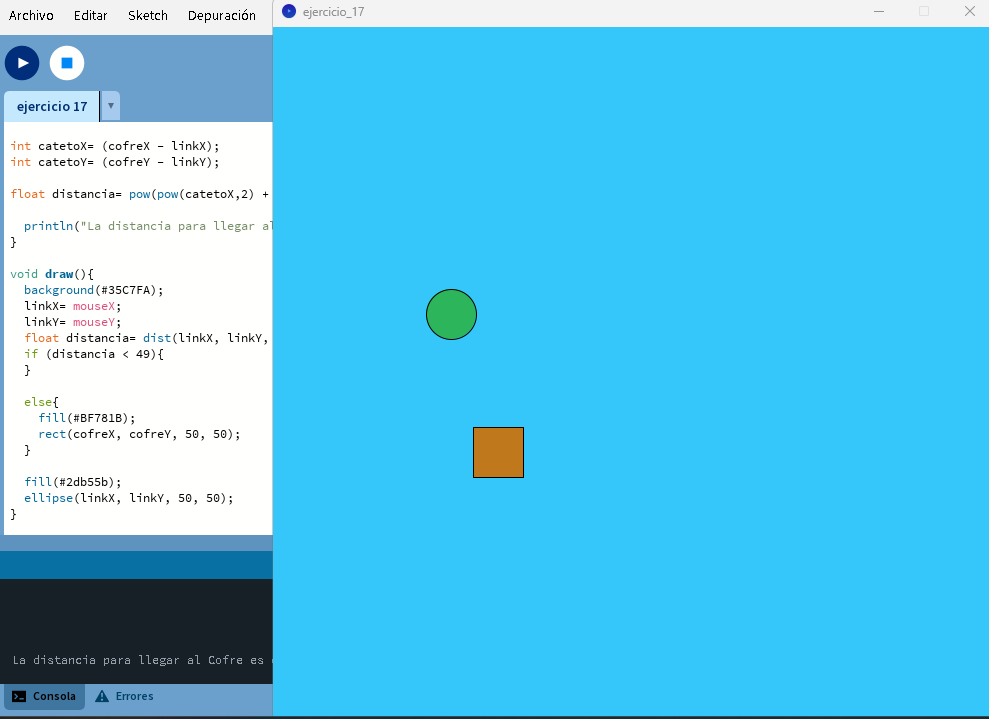 Archivo Editar Sketch Depuración
ejercicio_17
ejercicio 17
int catetoX= (cofreX - linkX);
int catetoY= (cofreY - linkY);
float distancia= pow(pow(catetoX,2) +
println("La distancia para llegar al
}
void draw(){
background(#35C7FA);
linkX= mouseX;
linkY= mouseY;
float distancia= dist(linkX, linkY,
if (distancia < 49){
}
else{
fill(#BF781B);
rect(cofreX, cofreY, 50, 50);
}
fill(#2db55b);
ellipse(linkX, linkY, 50, 50);
}
La distancia para llegar al Cofre es
Consola Errores